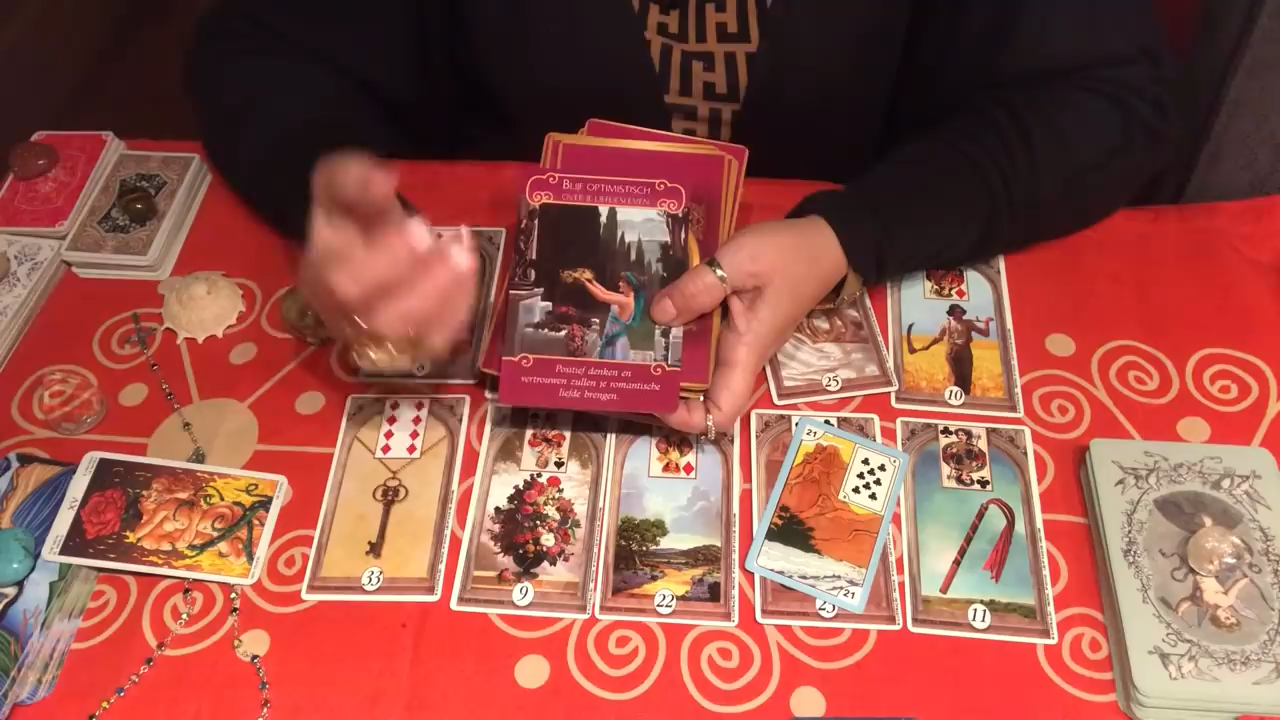 BLIJF OPTIMISTISCH
OVER JE LIEFDESLEVEN
Positief denken en
vertrouwen zullen je romantische
liefde brengen.
25
10
XV
33
9
22
21
21
11